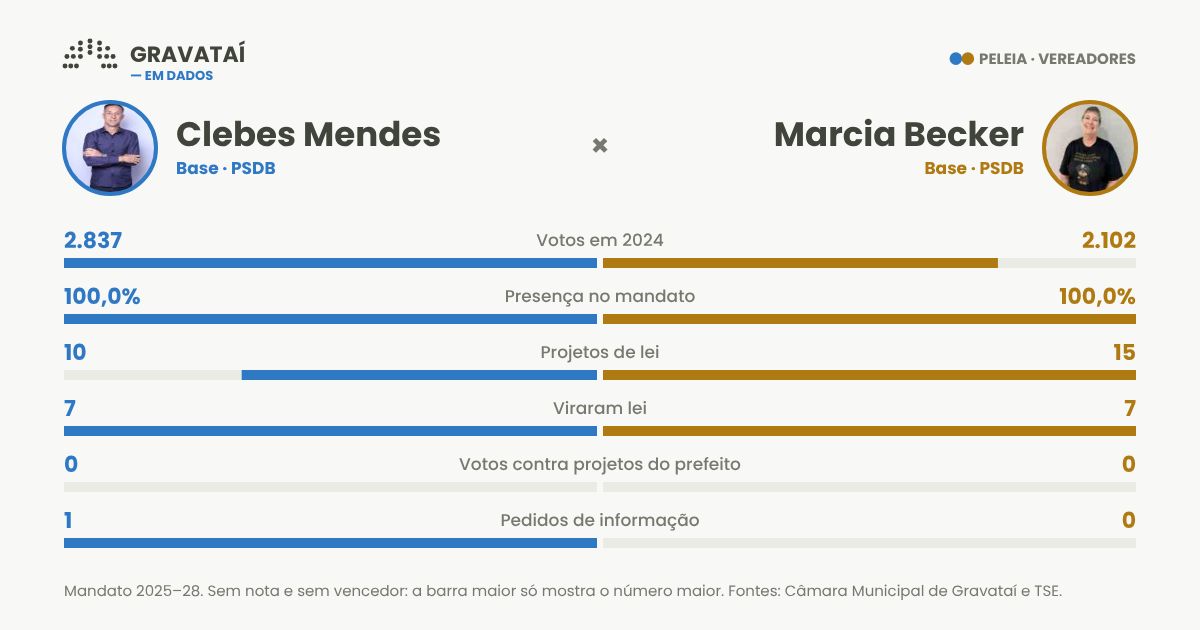 GRAVATAÍ
— EM DADOS
PELEIA · VEREADORES
Clebes Mendes
Base · PSDB
×
Marcia Becker
Base · PSDB
2.837 Votos em 2024 2.102
100,0% Presença no mandato 100,0%
10 Projetos de lei 15
7 Viraram lei 7
0 Votos contra projetos do prefeito 0
1 Pedidos de informação 0
Mandato 2025–28. Sem nota e sem vencedor: a barra maior só mostra o número maior. Fontes: Câmara Municipal de Gravataí e TSE.